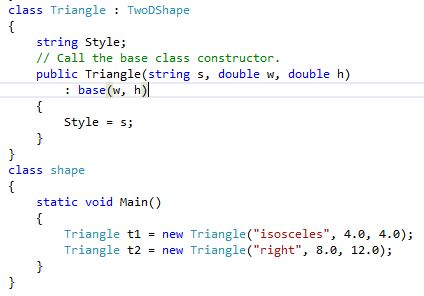 class Triangle : TwoDShape
{
    string Style;
    // Call the base class constructor.
    public Triangle(string s, double w, double h)
        : base(w, h)
    {
        Style = s;
    }
}
class shape
{
    static void Main()
    {
        Triangle t1 = new Triangle("isosceles", 4.0, 4.0);
        Triangle t2 = new Triangle("right", 8.0, 12.0);
    }
}